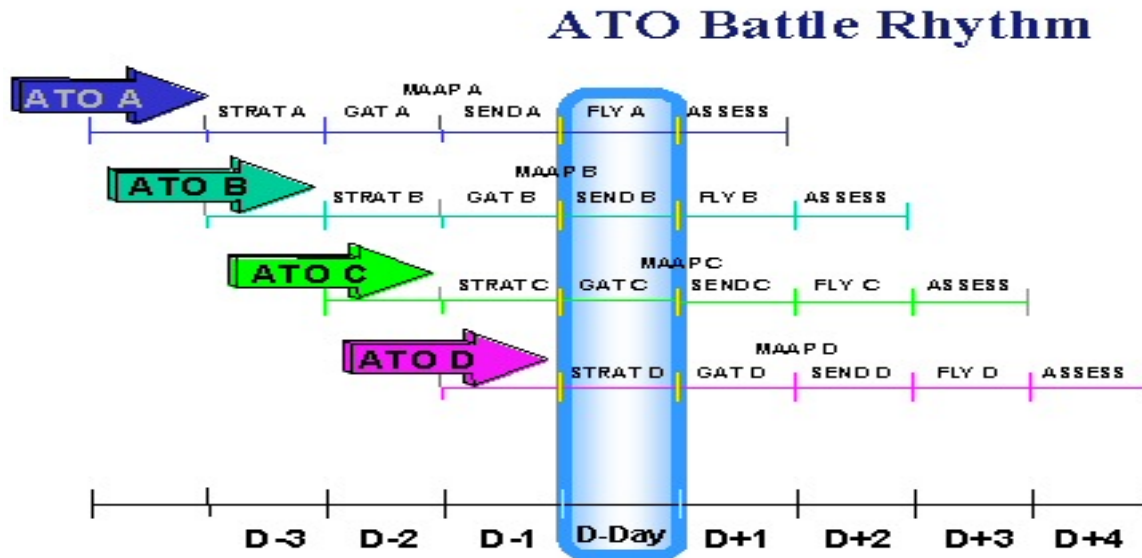 ATO Battle Rhythm
ATO A
MAAP A
STRAT A GAT A SEND A FLY A ASSESS
ATO B
MAAP B
STRAT B GAT B SEND B FLY B ASSESS
ATO C
MAAP C
STRAT C GAT C SEND C FLY C ASSESS
ATO D
MAAP D
STRAT D GAT D SEND D FLY D ASSESS
D-3 D-2 D-1 D-Day D+1 D+2 D+3 D+4